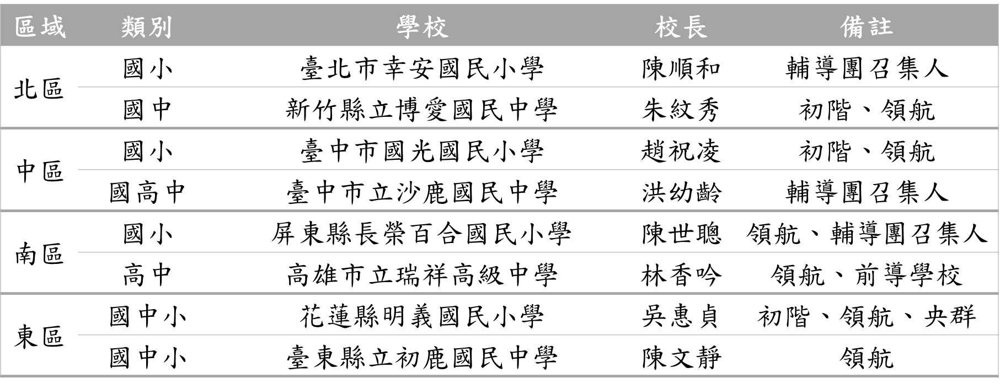 區域 類別 學校 校長 備註
北區 國小 臺北市幸安國民小學 陳順和 輔導團召集人
國中 新竹縣立博愛國民中學 朱紋秀 初階、領航
中區 國小 臺中市國光國民小學 趙祝凌 初階、領航
國高中 臺中市立沙鹿國民中學 洪幼齡 輔導團召集人
南區 國小 屏東縣長榮百合國民小學 陳世聰 領航、輔導團召集人
高中 高雄市立瑞祥高級中學 林香吟 領航、前導學校
東區 國中小 花蓮縣明義國民小學 吳惠貞 初階、領航、央群
國中小 臺東縣立初鹿國民中學 陳文靜 領航